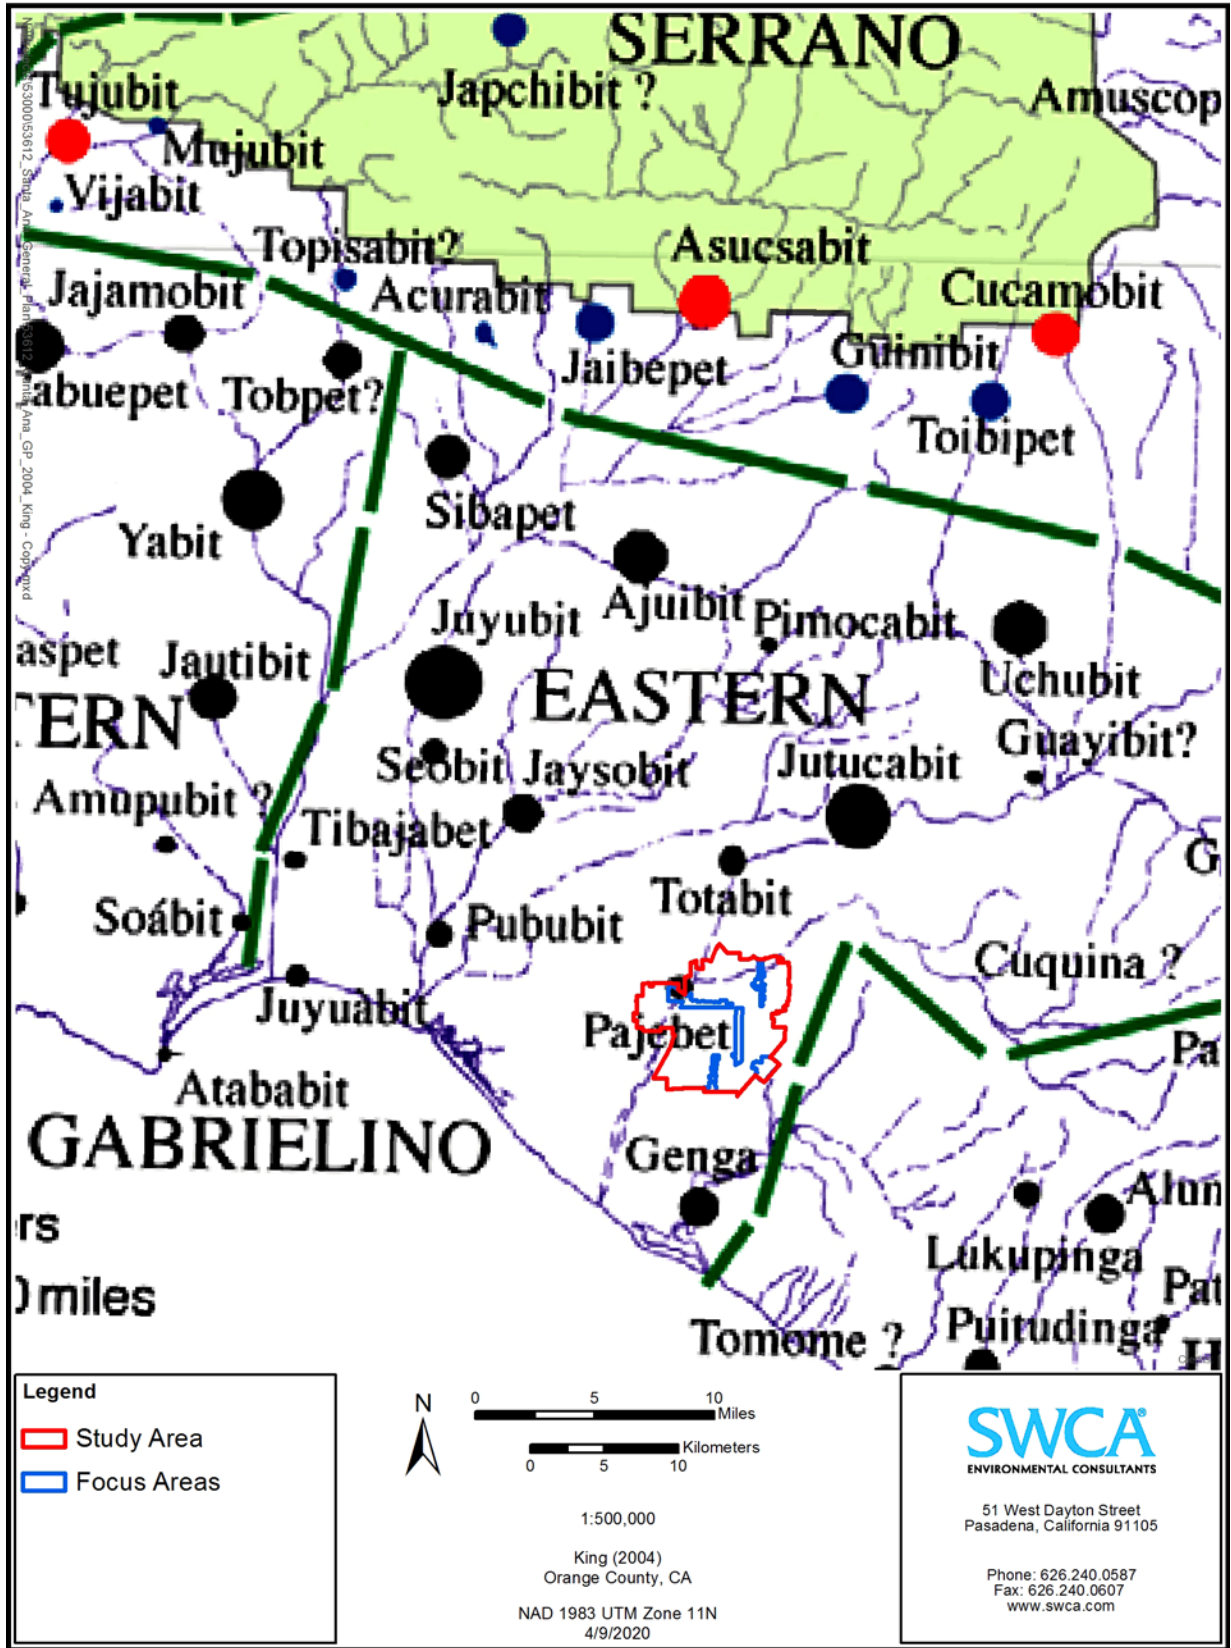 SERRANO
Japchibit ?
Amuscop
Tujubit
Mujubit
Vijabit
Topisabit?
Asucsabit
Jajamobit
Acurabit
Cucamobit
Jaibepet
Guinibit
abuepet
Tobpet?
Toibipet
Sibapet
Yabit
Ajuibit
Juyubit
Pimocabit
aspet
Jautibit
Uchubit
TERN
EASTERN
Guayibit?
Seobit
Jaysobit
Jutucabit
Amupubit ?
Tibajabet
G
Totabit
Soábit
Pububit
Cuquina ?
Juyuabit
Pajebet
Pa
Atababit
GABRIELINO
Genga
Alun
rs
Lukupinga
miles
Pat
Tomome ?
Puitudinga
H
Legend
Study Area
Focus Areas
N
0 5 10
Miles
Kilometers
0 5 10
1:500,000
King (2004)
Orange County, CA
NAD 1983 UTM Zone 11N
4/9/2020
SWCA®
ENVIRONMENTAL CONSULTANTS
51 West Dayton Street
Pasadena, California 91105
Phone: 626.240.0587
Fax: 626.240.0607
www.swca.com